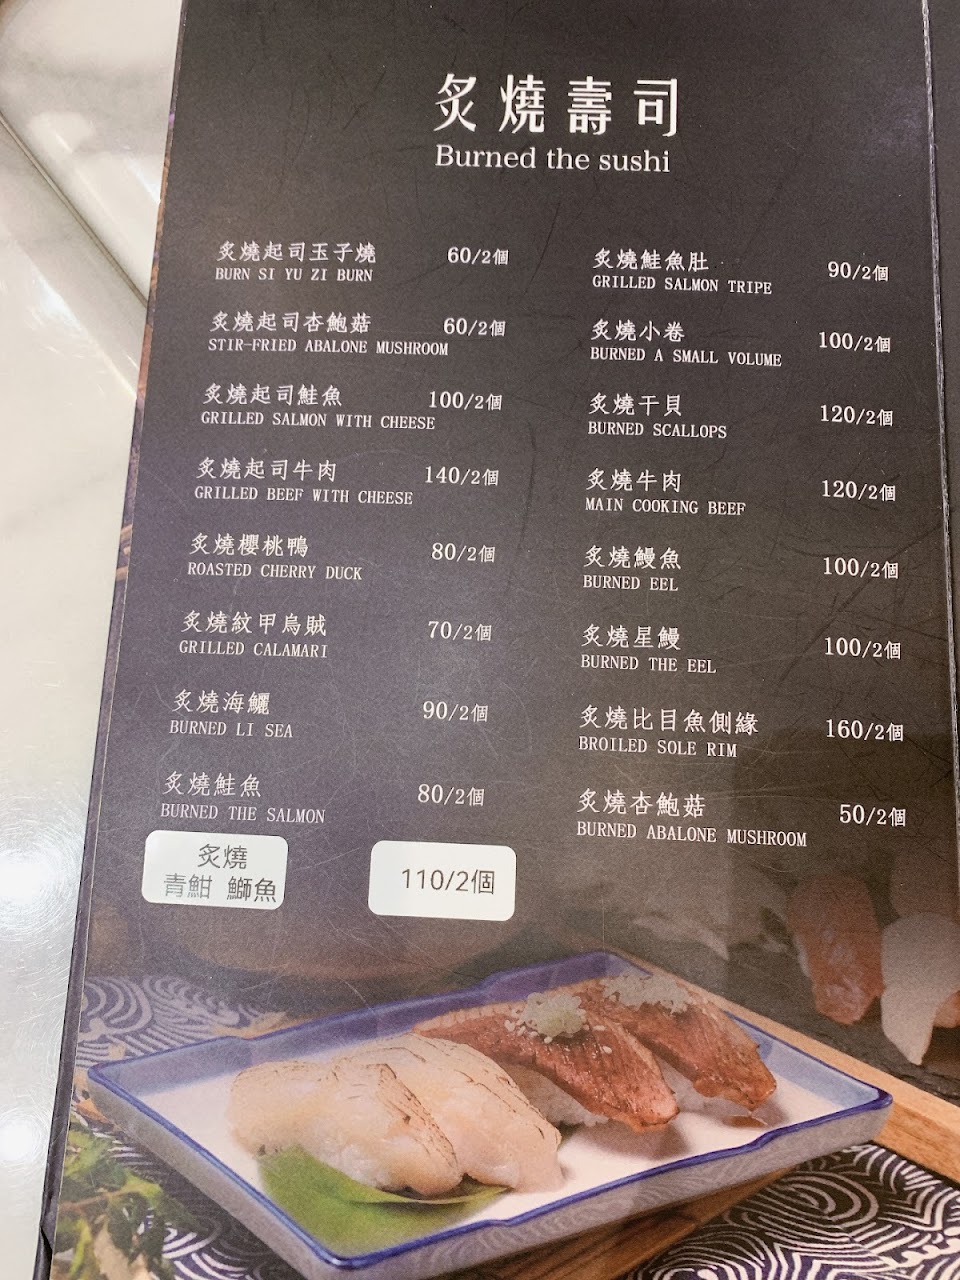 炙燒壽司
Burned the sushi
炙燒起司玉子燒 60/2個
BURN SI YU ZI BURN
炙燒起司杏鮑菇 60/2個
STIR-FRIED ABALONE MUSHROOM
炙燒起司鮭魚 100/2個
GRILLED SALMON WITH CHEESE
炙燒起司牛肉 140/2個
GRILLED BEEF WITH CHEESE
炙燒櫻桃鴨 80/2個
ROASTED CHERRY DUCK
炙燒紋甲烏賊 70/2個
GRILLED CALAMARI
炙燒海鱺 90/2個
BURNED LI SEA
炙燒鮭魚 80/2個
BURNED THE SALMON
炙燒
青魽 鰤魚 110/2個
炙燒鮭魚肚 90/2個
GRILLED SALMON TRIPE
炙燒小卷 100/2個
BURNED A SMALL VOLUME
炙燒干貝 120/2個
BURNED SCALLOPS
炙燒牛肉 120/2個
MAIN COOKING BEEF
炙燒鰻魚 100/2個
BURNED EEL
炙燒星鰻 100/2個
BURNED THE EEL
炙燒比目魚側緣 160/2個
BROILED SOLE RIM
炙燒杏鮑菇 50/2個
BURNED ABALONE MUSHROOM